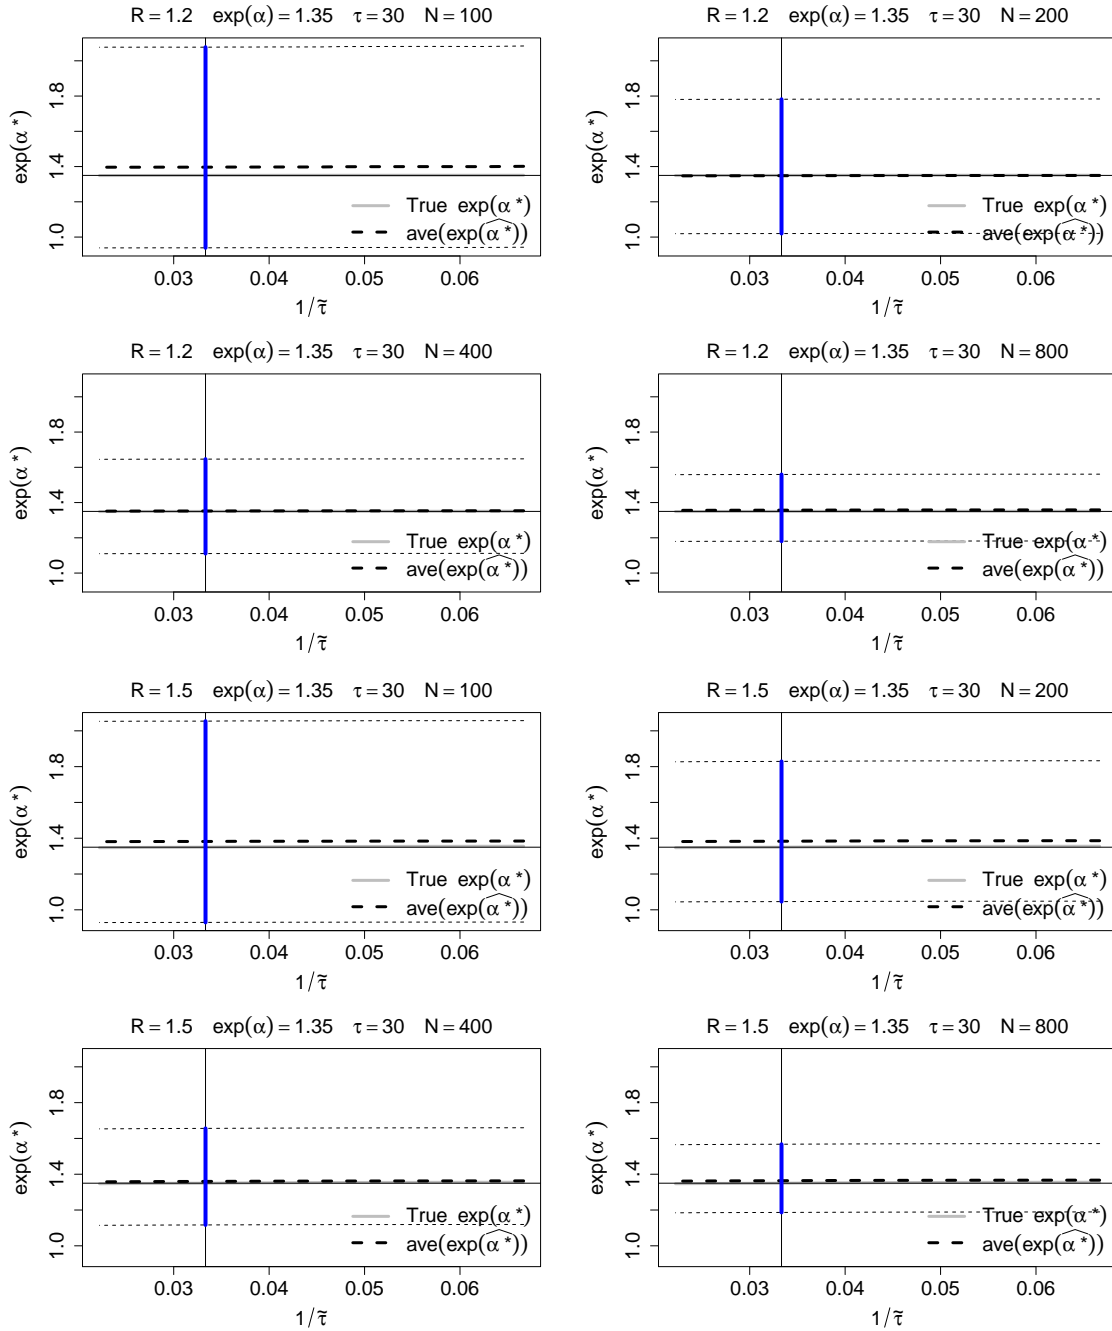 R = 1.2 exp(α) = 1.35 τ = 30 N = 100
exp(α*)
1.0 1.4 1.8
True exp(α*)
ave(exp(α̂*))
0.03 0.04 0.05 0.06
1/τ̃
R = 1.2 exp(α) = 1.35 τ = 30 N = 200
exp(α*)
1.0 1.4 1.8
True exp(α*)
ave(exp(α̂*))
0.03 0.04 0.05 0.06
1/τ̃
R = 1.2 exp(α) = 1.35 τ = 30 N = 400
exp(α*)
1.0 1.4 1.8
True exp(α*)
ave(exp(α̂*))
0.03 0.04 0.05 0.06
1/τ̃
R = 1.2 exp(α) = 1.35 τ = 30 N = 800
exp(α*)
1.0 1.4 1.8
True exp(α*)
ave(exp(α̂*))
0.03 0.04 0.05 0.06
1/τ̃
R = 1.5 exp(α) = 1.35 τ = 30 N = 100
exp(α*)
1.0 1.4 1.8
True exp(α*)
ave(exp(α̂*))
0.03 0.04 0.05 0.06
1/τ̃
R = 1.5 exp(α) = 1.35 τ = 30 N = 200
exp(α*)
1.0 1.4 1.8
True exp(α*)
ave(exp(α̂*))
0.03 0.04 0.05 0.06
1/τ̃
R = 1.5 exp(α) = 1.35 τ = 30 N = 400
exp(α*)
1.0 1.4 1.8
True exp(α*)
ave(exp(α̂*))
0.03 0.04 0.05 0.06
1/τ̃
R = 1.5 exp(α) = 1.35 τ = 30 N = 800
exp(α*)
1.0 1.4 1.8
True exp(α*)
ave(exp(α̂*))
0.03 0.04 0.05 0.06
1/τ̃